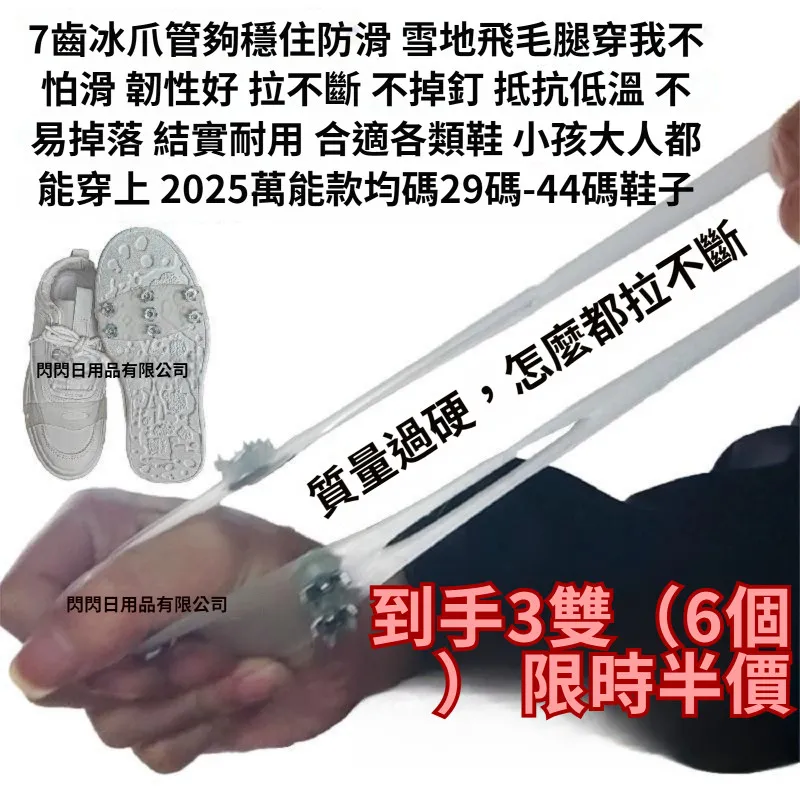 7齒冰爪管夠穩住防滑 雪地飛毛腿穿我不
怕滑 韌性好 拉不斷 不掉釘 抵抗低溫 不
易掉落 結實耐用 合適各類鞋 小孩大人都
能穿上 2025萬能款均碼29碼-44碼鞋子
質量過硬，怎麼都拉不斷
閃閃日用品有限公司
閃閃日用品有限公司
到手3雙（6個
） 限時半價